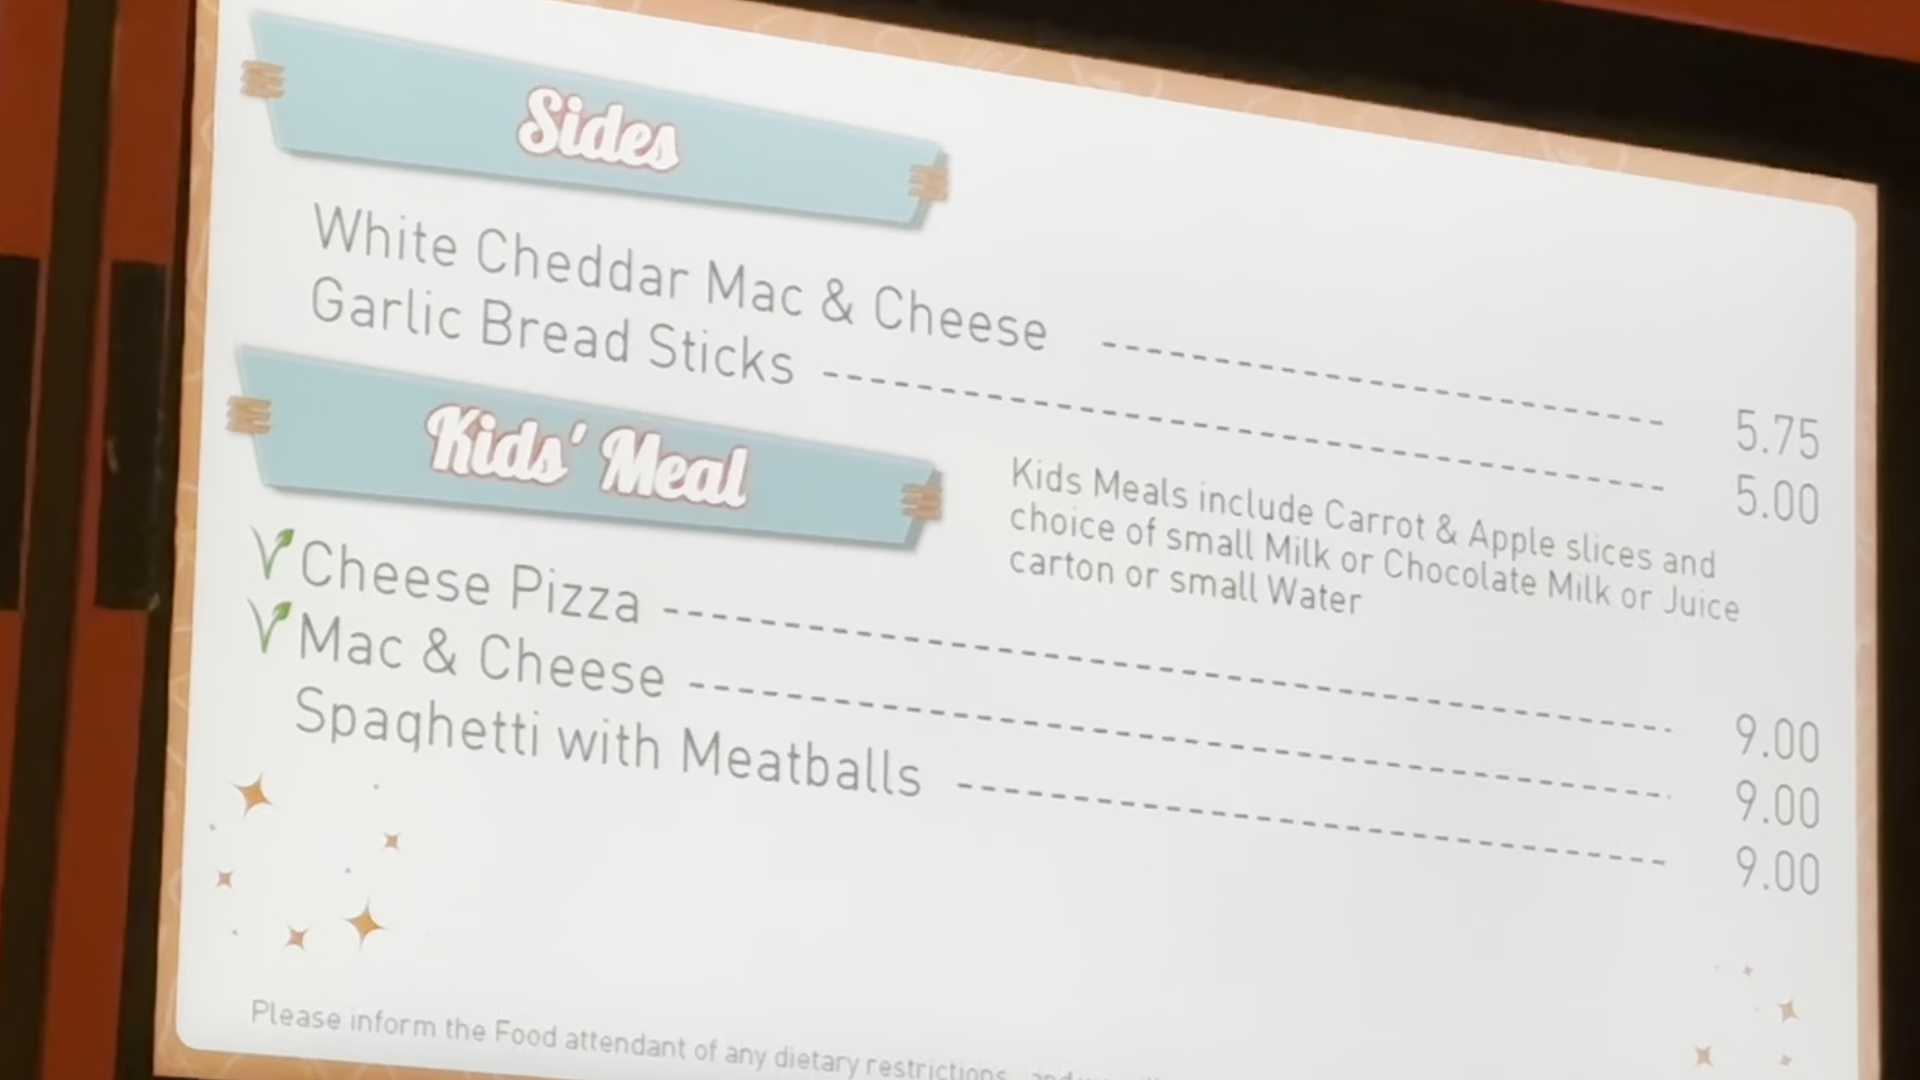 Sides
White Cheddar Mac & Cheese 5.75
Garlic Bread Sticks 5.00
Kids' Meal
Kids Meals include Carrot & Apple slices and
choice of small Milk or Chocolate Milk or Juice
carton or small Water
Cheese Pizza 9.00
Mac & Cheese 9.00
Spaghetti with Meatballs 9.00
Please inform the Food attendant of any dietary restrictions